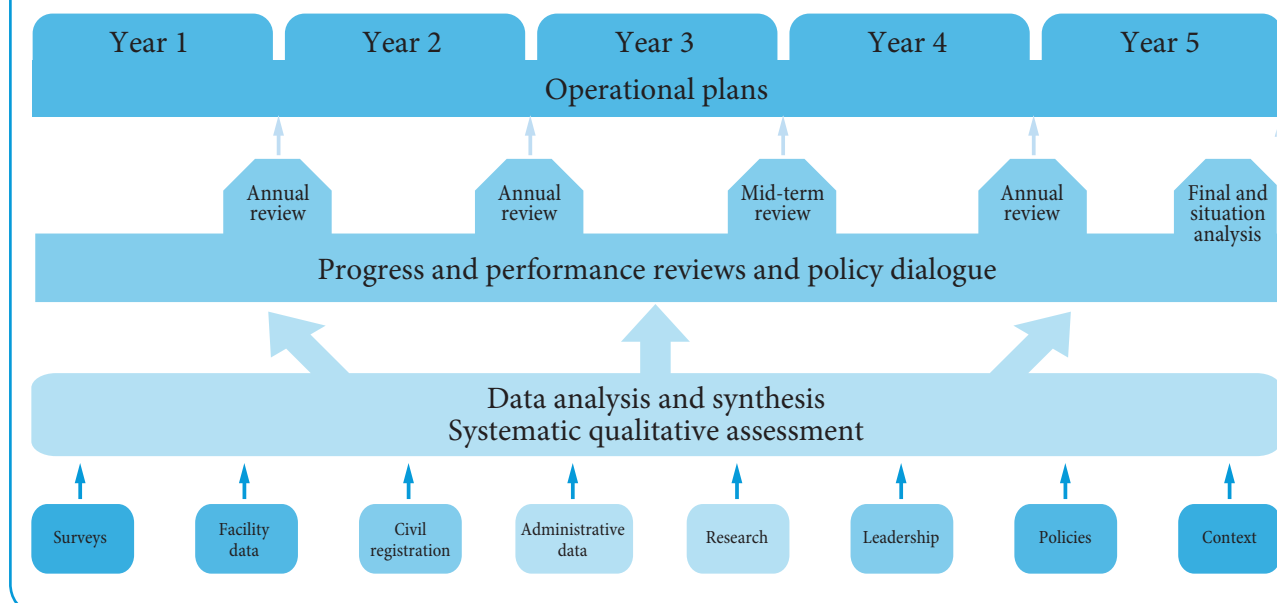 Year 1
Year 2
Year 3
Year 4
Year 5
Operational plans
Annual
review
Annual
review
Mid-term
review
Annual
review
Final and
situation
analysis
Progress and performance reviews and policy dialogue
Data analysis and synthesis
Systematic qualitative assessment
Surveys
Facility
data
Civil
registration
Administrative
data
Research
Leadership
Policies
Context